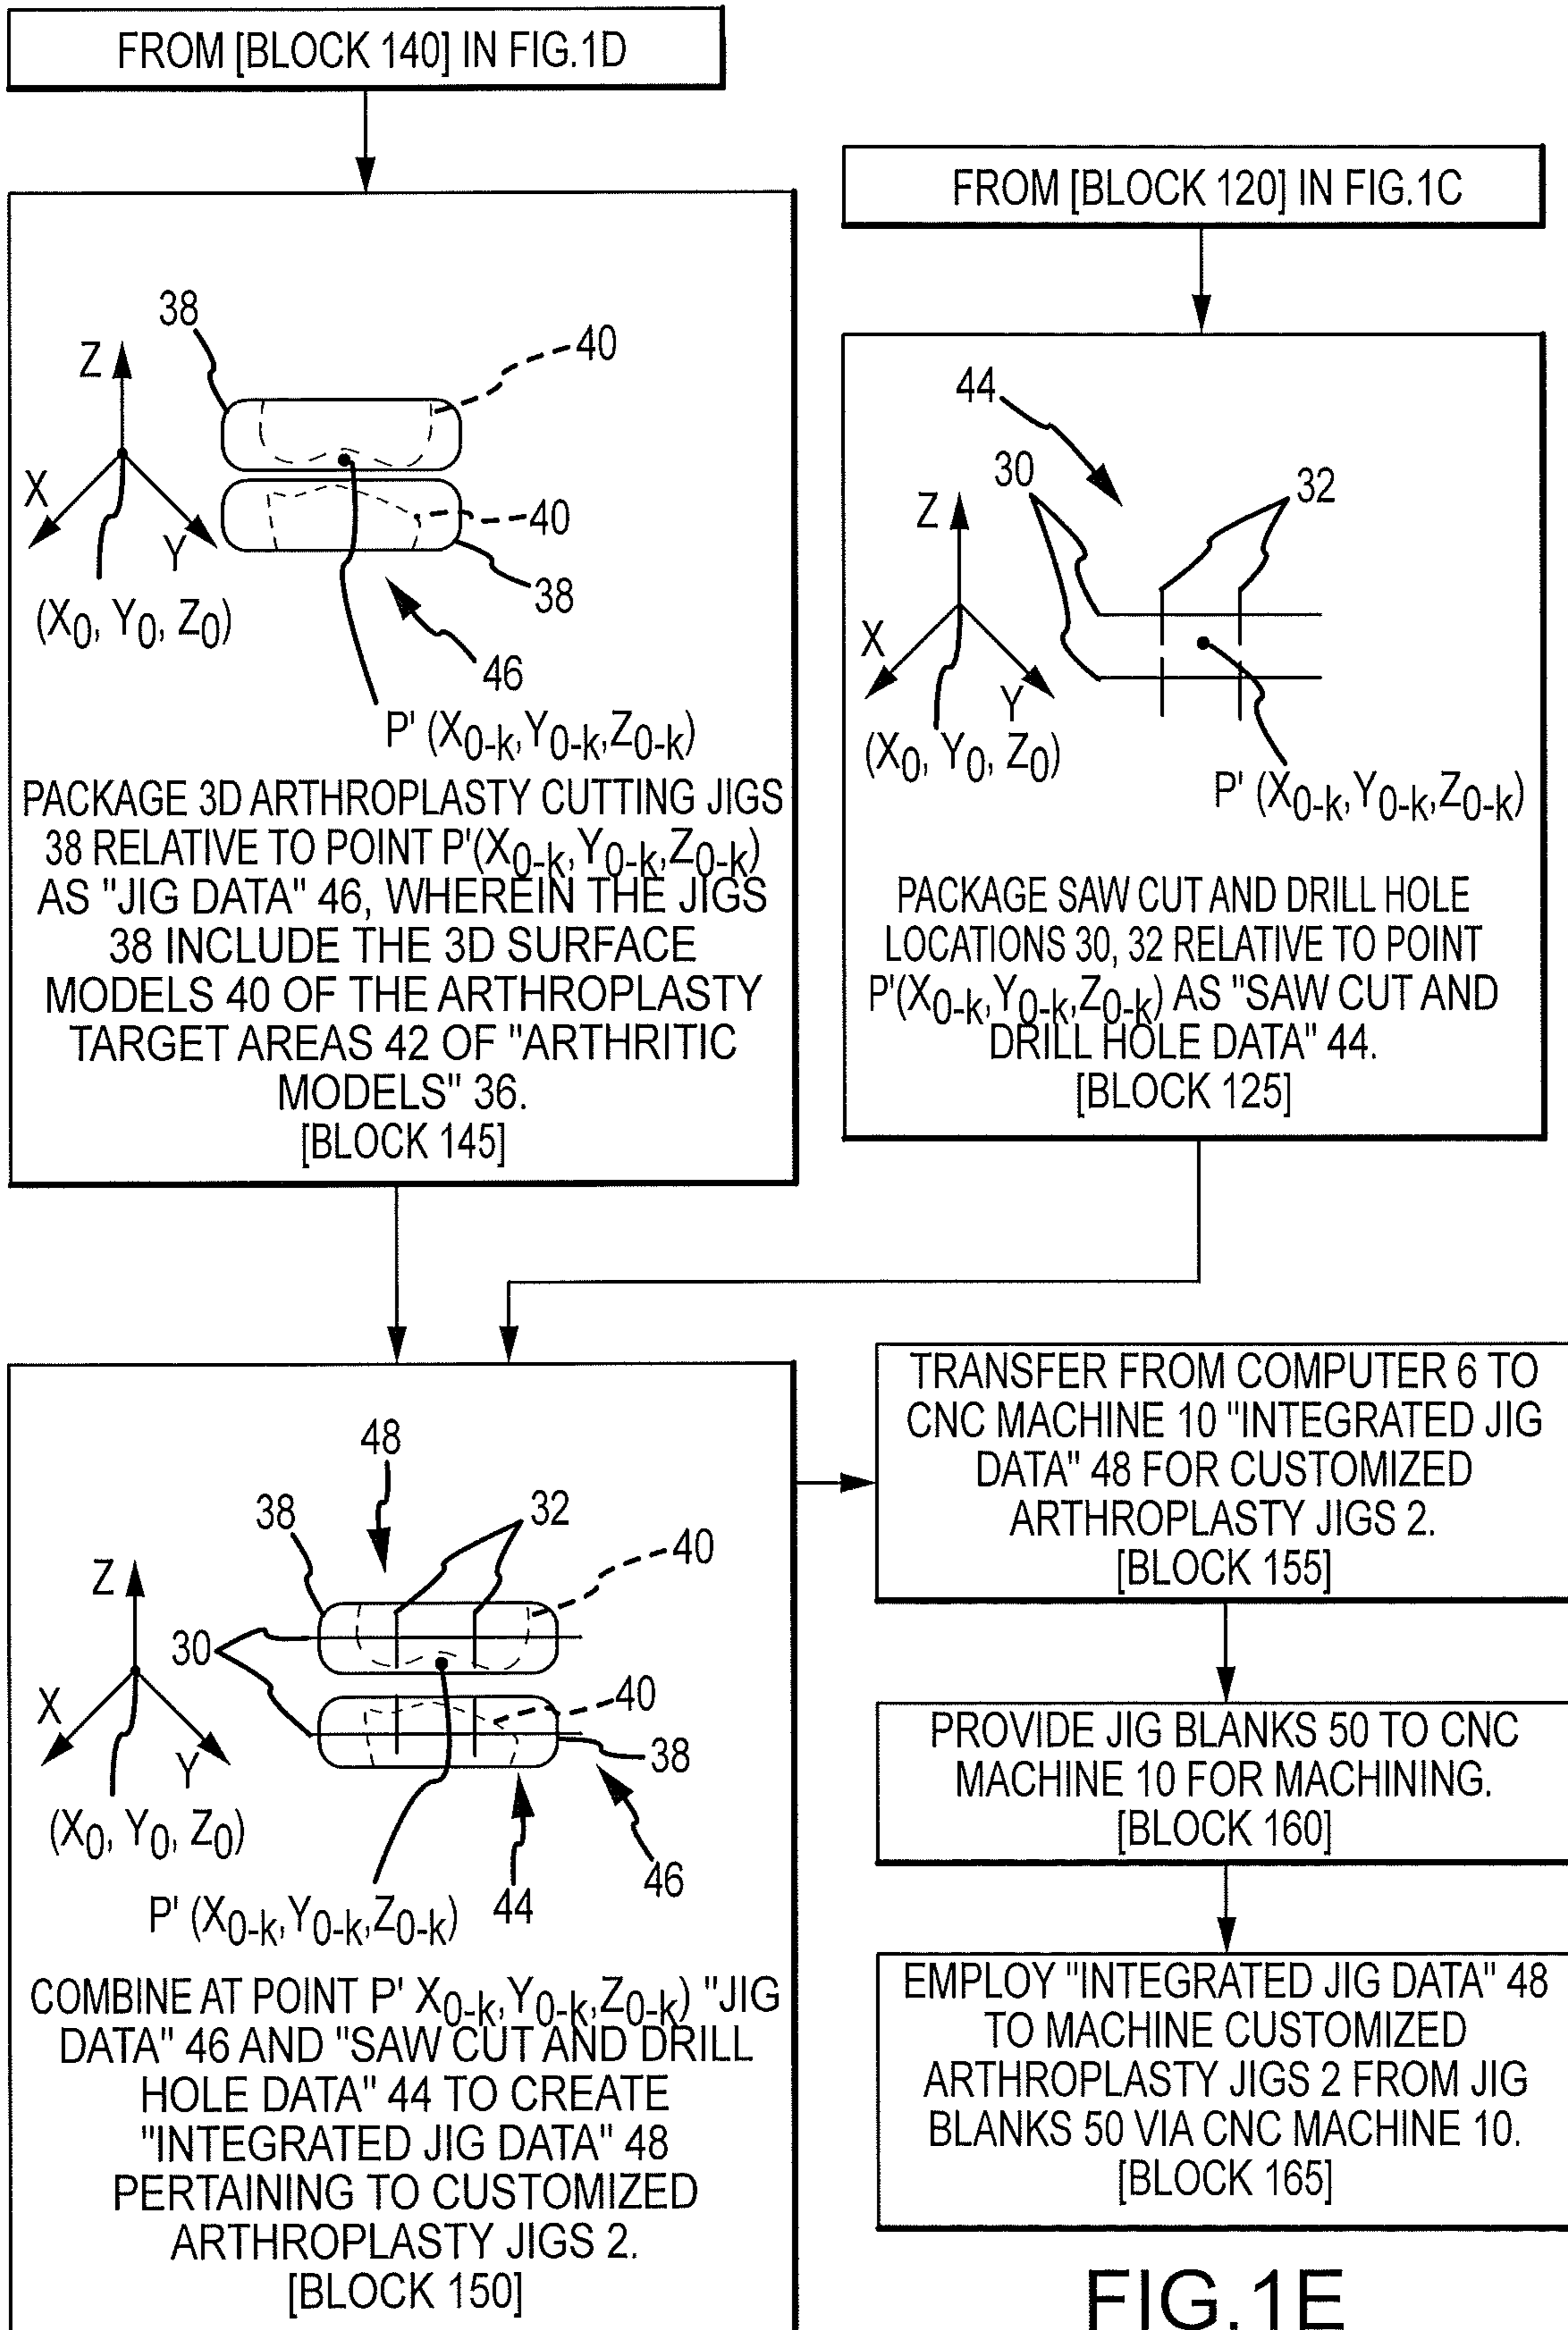 FROM [BLOCK 140] IN FIG.1D
38
40
Z
X
Y
40
38
(X0, Y0, Z0)
46
P' (X0-k,Y0-k,Z0-k)
PACKAGE 3D ARTHROPLASTY CUTTING JIGS
38 RELATIVE TO POINT P'(X0-k,Y0-k,Z0-k)
AS "JIG DATA" 46, WHEREIN THE JIGS
38 INCLUDE THE 3D SURFACE
MODELS 40 OF THE ARTHROPLASTY
TARGET AREAS 42 OF "ARTHRITIC
MODELS" 36.
[BLOCK 145]
FROM [BLOCK 120] IN FIG.1C
44
30
32
Z
X
Y
(X0, Y0, Z0)
P' (X0-k,Y0-k,Z0-k)
PACKAGE SAW CUT AND DRILL HOLE
LOCATIONS 30, 32 RELATIVE TO POINT
P'(X0-k,Y0-k,Z0-k) AS "SAW CUT AND
DRILL HOLE DATA" 44.
[BLOCK 125]
48
38
32
40
Z
30
X
Y
40
38
(X0, Y0, Z0)
46
P' (X0-k,Y0-k,Z0-k)
44
COMBINE AT POINT P' X0-k,Y0-k,Z0-k) "JIG
DATA" 46 AND "SAW CUT AND DRILL
HOLE DATA" 44 TO CREATE
"INTEGRATED JIG DATA" 48
PERTAINING TO CUSTOMIZED
ARTHROPLASTY JIGS 2.
[BLOCK 150]
TRANSFER FROM COMPUTER 6 TO
CNC MACHINE 10 "INTEGRATED JIG
DATA" 48 FOR CUSTOMIZED
ARTHROPLASTY JIGS 2.
[BLOCK 155]
PROVIDE JIG BLANKS 50 TO CNC
MACHINE 10 FOR MACHINING.
[BLOCK 160]
EMPLOY "INTEGRATED JIG DATA" 48
TO MACHINE CUSTOMIZED
ARTHROPLASTY JIGS 2 FROM JIG
BLANKS 50 VIA CNC MACHINE 10.
[BLOCK 165]
FIG.1E